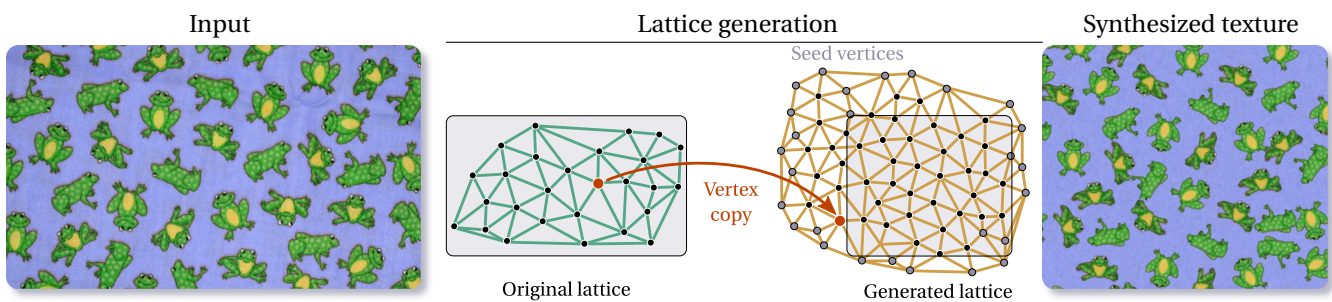 Input
Lattice generation
Synthesized texture
Seed vertices
Vertex
copy
Original lattice
Generated lattice